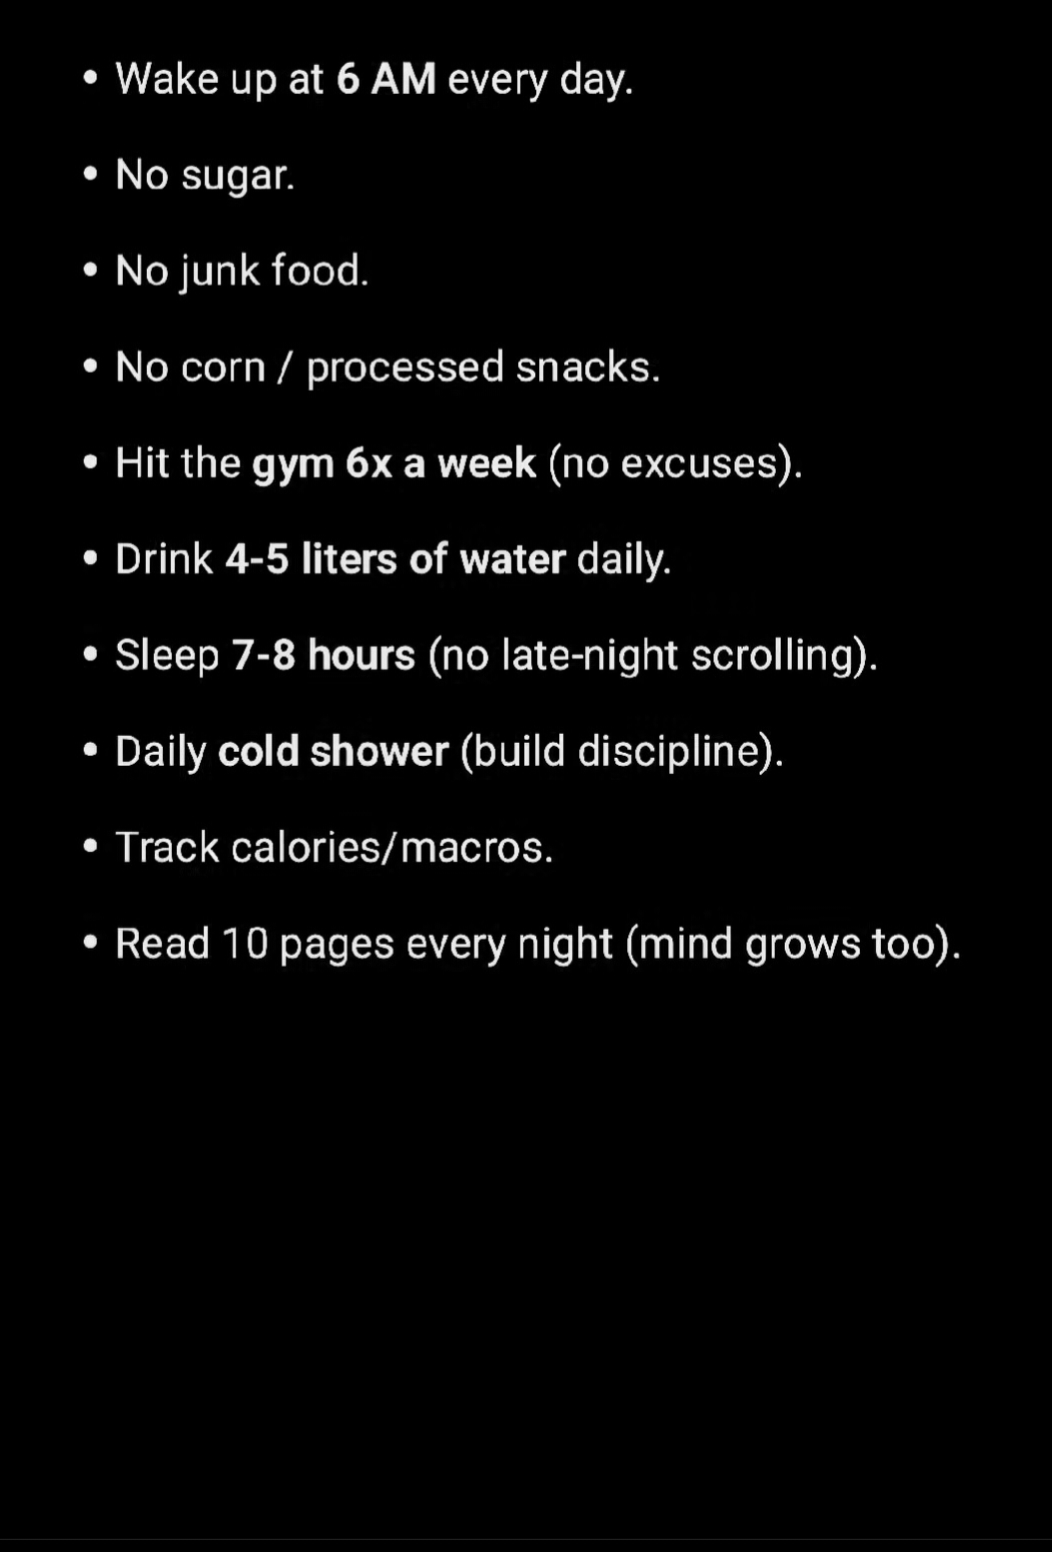 • Wake up at 6 AM every day.
• No sugar.
• No junk food.
• No corn / processed snacks.
• Hit the gym 6x a week (no excuses).
• Drink 4-5 liters of water daily.
• Sleep 7-8 hours (no late-night scrolling).
• Daily cold shower (build discipline).
• Track calories/macros.
• Read 10 pages every night (mind grows too).